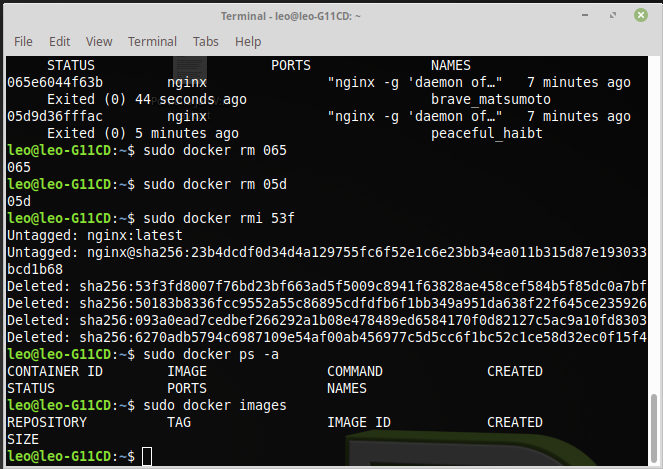 Terminal - leo@leo-G11CD: ~
File Edit View Terminal Tabs Help
STATUS PORTS NAMES
065e6044f63b nginx "nginx -g 'daemon of…" 7 minutes ago
Exited (0) 44 seconds ago brave_matsumoto
05d9d36fffac nginx "nginx -g 'daemon of…" 7 minutes ago
Exited (0) 5 minutes ago peaceful_haibt
leo@leo-G11CD:~$ sudo docker rm 065
065
leo@leo-G11CD:~$ sudo docker rm 05d
05d
leo@leo-G11CD:~$ sudo docker rmi 53f
Untagged: nginx:latest
Untagged: nginx@sha256:23b4dcdf0d34d4a129755fc6f52e1c6e23bb34ea011b315d87e193033
bcd1b68
Deleted: sha256:53f3fd8007f76bd23bf663ad5f5009c8941f63828ae458cef584b5f85dc0a7bf
Deleted: sha256:50183b8336fcc9552a55c86895cdfdfb6f1bb349a951da638f22f645ce235926
Deleted: sha256:093a0ead7cedbef266292a1b08e478489ed6584170f0d82127c5ac9a10fd8303
Deleted: sha256:6270adb5794c6987109e54af00ab456977c5d5cc6f1bc52c1ce58d32ec0f15f4
leo@leo-G11CD:~$ sudo docker ps -a
CONTAINER ID IMAGE COMMAND CREATED
STATUS PORTS NAMES
leo@leo-G11CD:~$ sudo docker images
REPOSITORY TAG IMAGE ID CREATED
SIZE
leo@leo-G11CD:~$